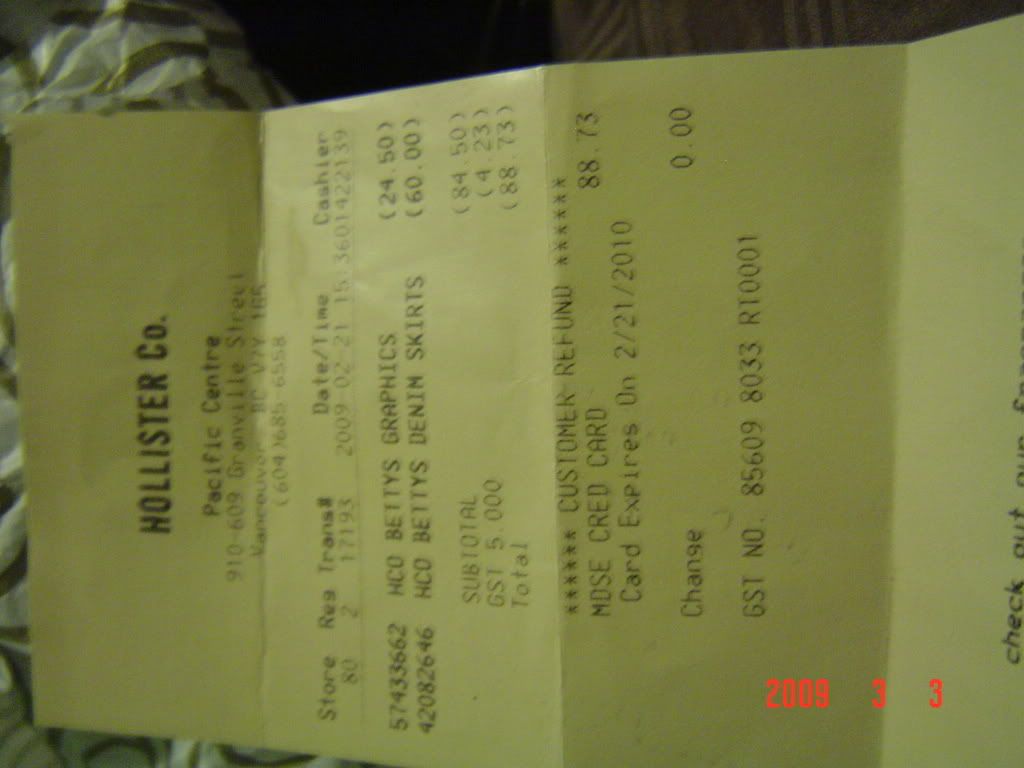 HOLLISTER CO.
Pacific Centre
910-609 Granville Street
Vancouver BC V7Y 1G5
(604)685-6558
Store Reg Trans# Date/Time Cashier
80 2 17193 2009-02-21 15:36 01422139
57433662 HCO BETTYS GRAPHICS (24.50)
42082646 HCO BETTYS DENIM SKIRTS (60.00)
SUBTOTAL (84.50)
GST 5.000 (4.23)
Total (88.73)
****** CUSTOMER REFUND ******
MDSE CRED CARD 88.73
Card Expires On 2/21/2010
Change 0.00
GST NO. 85609 8033 RT0001
check out our
2009 3 3